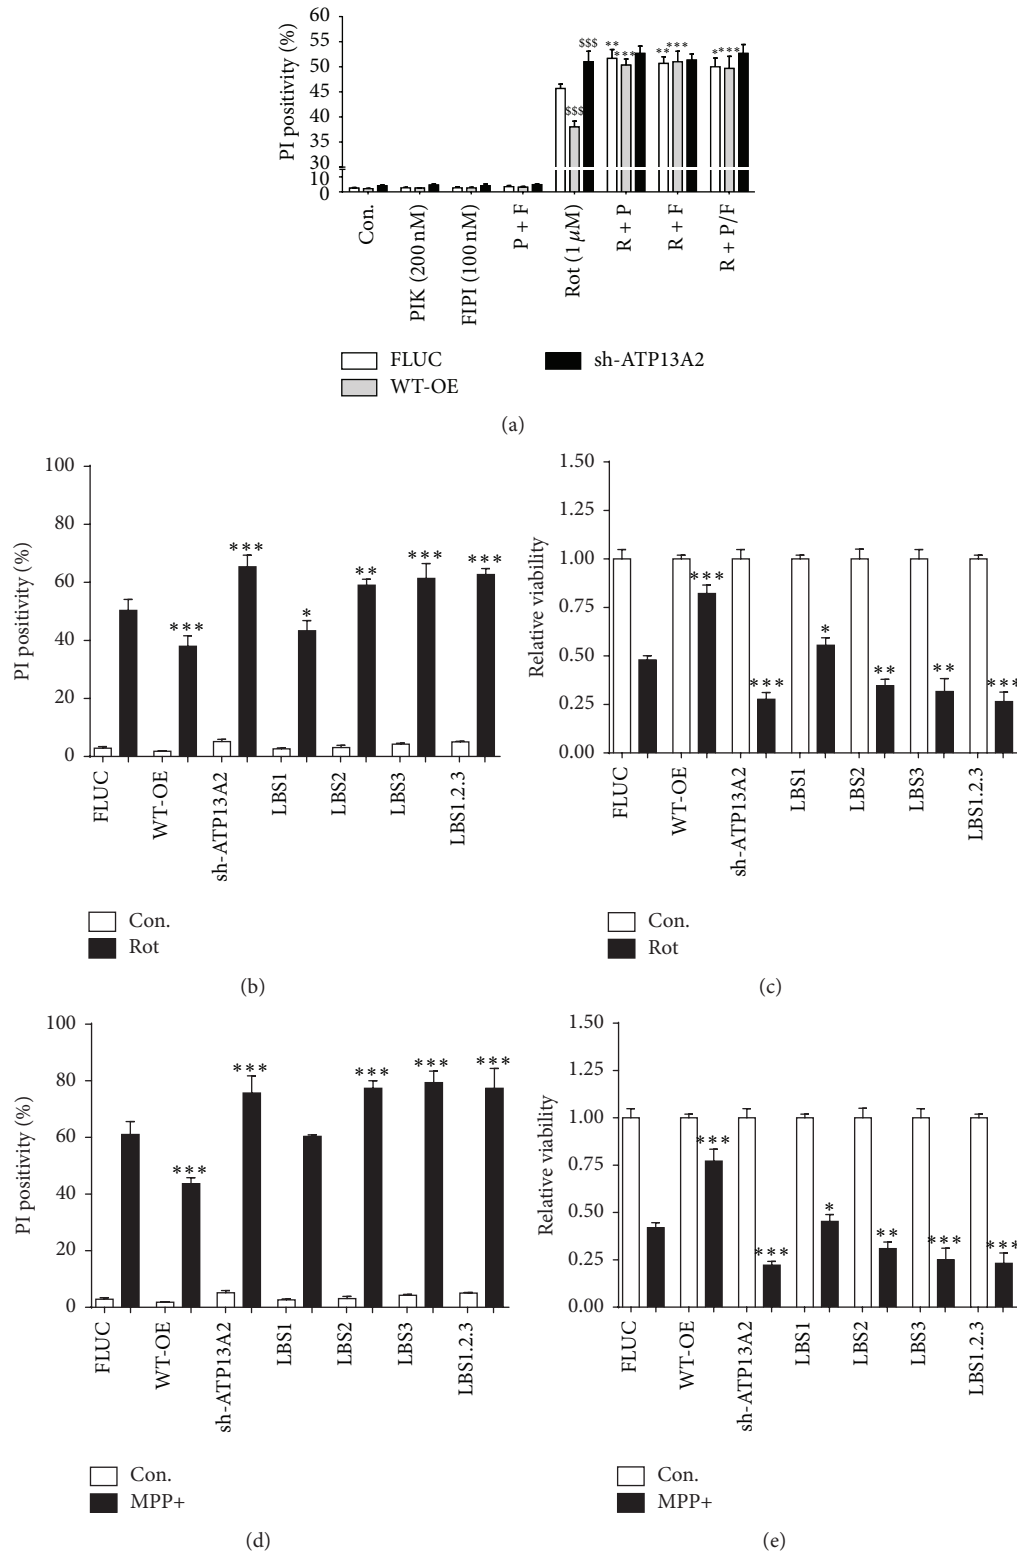 60
55
50
45
40
35
30
10
0
PI positivity (%)
$$$
$$$
**
***
**
***
*
***
Con.
PIK (200 nM)
FIPI (100 nM)
P + F
Rot (1 μM)
R + P
R + F
R + P/F
FLUC
WT-OE
sh-ATP13A2
(a)
100
80
60
40
20
0
PI positivity (%)
***
***
*
**
***
***
FLUC
WT-OE
sh-ATP13A2
LBS1
LBS2
LBS3
LBS1.2.3
Con.
Rot
(b)
1.50
1.25
1.00
0.75
0.50
0.25
0.00
Relative viability
***
***
*
**
**
***
FLUC
WT-OE
sh-ATP13A2
LBS1
LBS2
LBS3
LBS1.2.3
Con.
Rot
(c)
100
80
60
40
20
0
PI positivity (%)
***
***
***
***
***
FLUC
WT-OE
sh-ATP13A2
LBS1
LBS2
LBS3
LBS1.2.3
Con.
MPP+
(d)
1.50
1.25
1.00
0.75
0.50
0.25
0.00
Relative viability
***
***
*
**
***
***
FLUC
WT-OE
sh-ATP13A2
LBS1
LBS2
LBS3
LBS1.2.3
Con.
MPP+
(e)